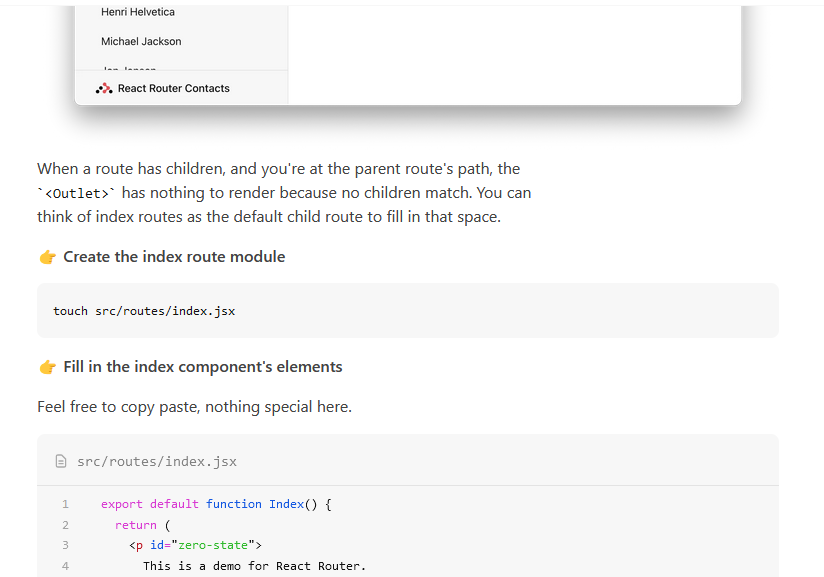 Henri Helvetica
Michael Jackson
React Router Contacts
When a route has children, and you're at the parent route's path, the
`<Outlet>` has nothing to render because no children match. You can
think of index routes as the default child route to fill in that space.
👉 Create the index route module
touch src/routes/index.jsx
👉 Fill in the index component's elements
Feel free to copy paste, nothing special here.
src/routes/index.jsx
1 export default function Index() {
2 return (
3 <p id="zero-state">
4 This is a demo for React Router.